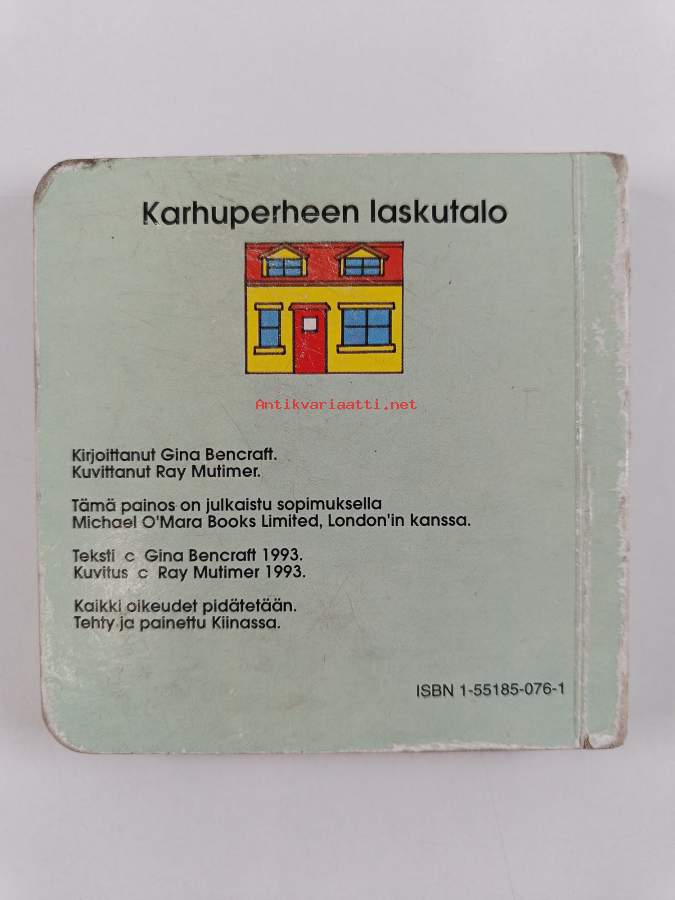 Karhuperheen laskutalo
Antikvariaatti.net
Kirjoittanut Gina Bencraft.
Kuvittanut Ray Mutimer.
Tämä painos on julkaistu sopimuksella
Michael O'Mara Books Limited, London'in kanssa.
Teksti c Gina Bencraft 1993.
Kuvitus c Ray Mutimer 1993.
Kaikki oikeudet pidätetään.
Tehty ja painettu Kiinassa.
ISBN 1-55185-076-1